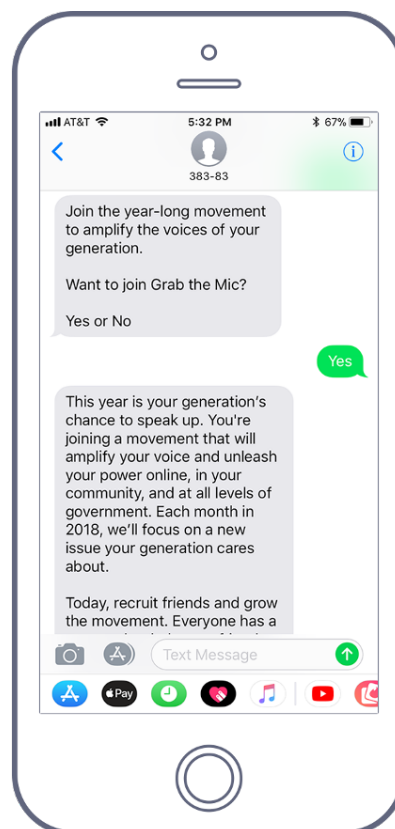 AT&T 5:32 PM 67%
383-83
Join the year-long movement
to amplify the voices of your
generation.
Want to join Grab the Mic?
Yes or No
Yes
This year is your generation's
chance to speak up. You're
joining a movement that will
amplify your voice and unleash
your power online, in your
community, and at all levels of
government. Each month in
2018, we'll focus on a new
issue your generation cares
about.
Today, recruit friends and grow
the movement. Everyone has a
Text Message
Pay